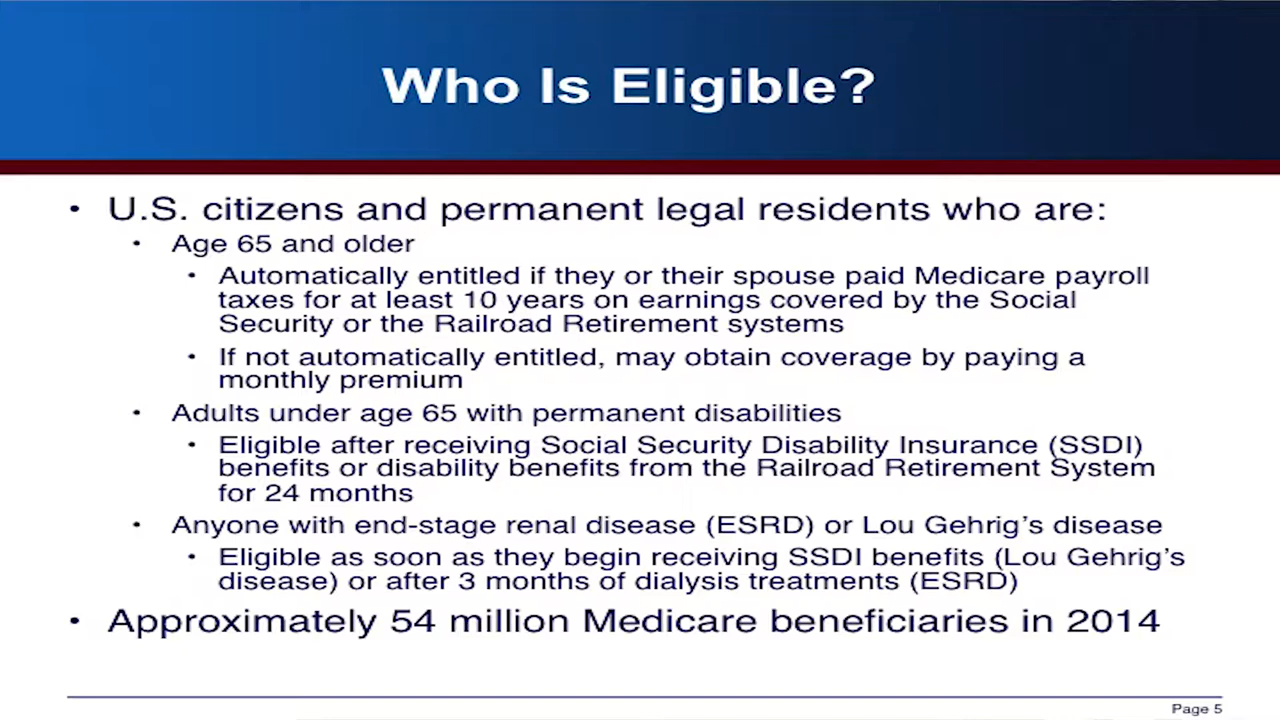 Who Is Eligible?
• U.S. citizens and permanent legal residents who are:
• Age 65 and older
• Automatically entitled if they or their spouse paid Medicare payroll
taxes for at least 10 years on earnings covered by the Social
Security or the Railroad Retirement systems
• If not automatically entitled, may obtain coverage by paying a
monthly premium
• Adults under age 65 with permanent disabilities
• Eligible after receiving Social Security Disability Insurance (SSDI)
benefits or disability benefits from the Railroad Retirement System
for 24 months
• Anyone with end-stage renal disease (ESRD) or Lou Gehrig's disease
• Eligible as soon as they begin receiving SSDI benefits (Lou Gehrig's
disease) or after 3 months of dialysis treatments (ESRD)
• Approximately 54 million Medicare beneficiaries in 2014
Page 5